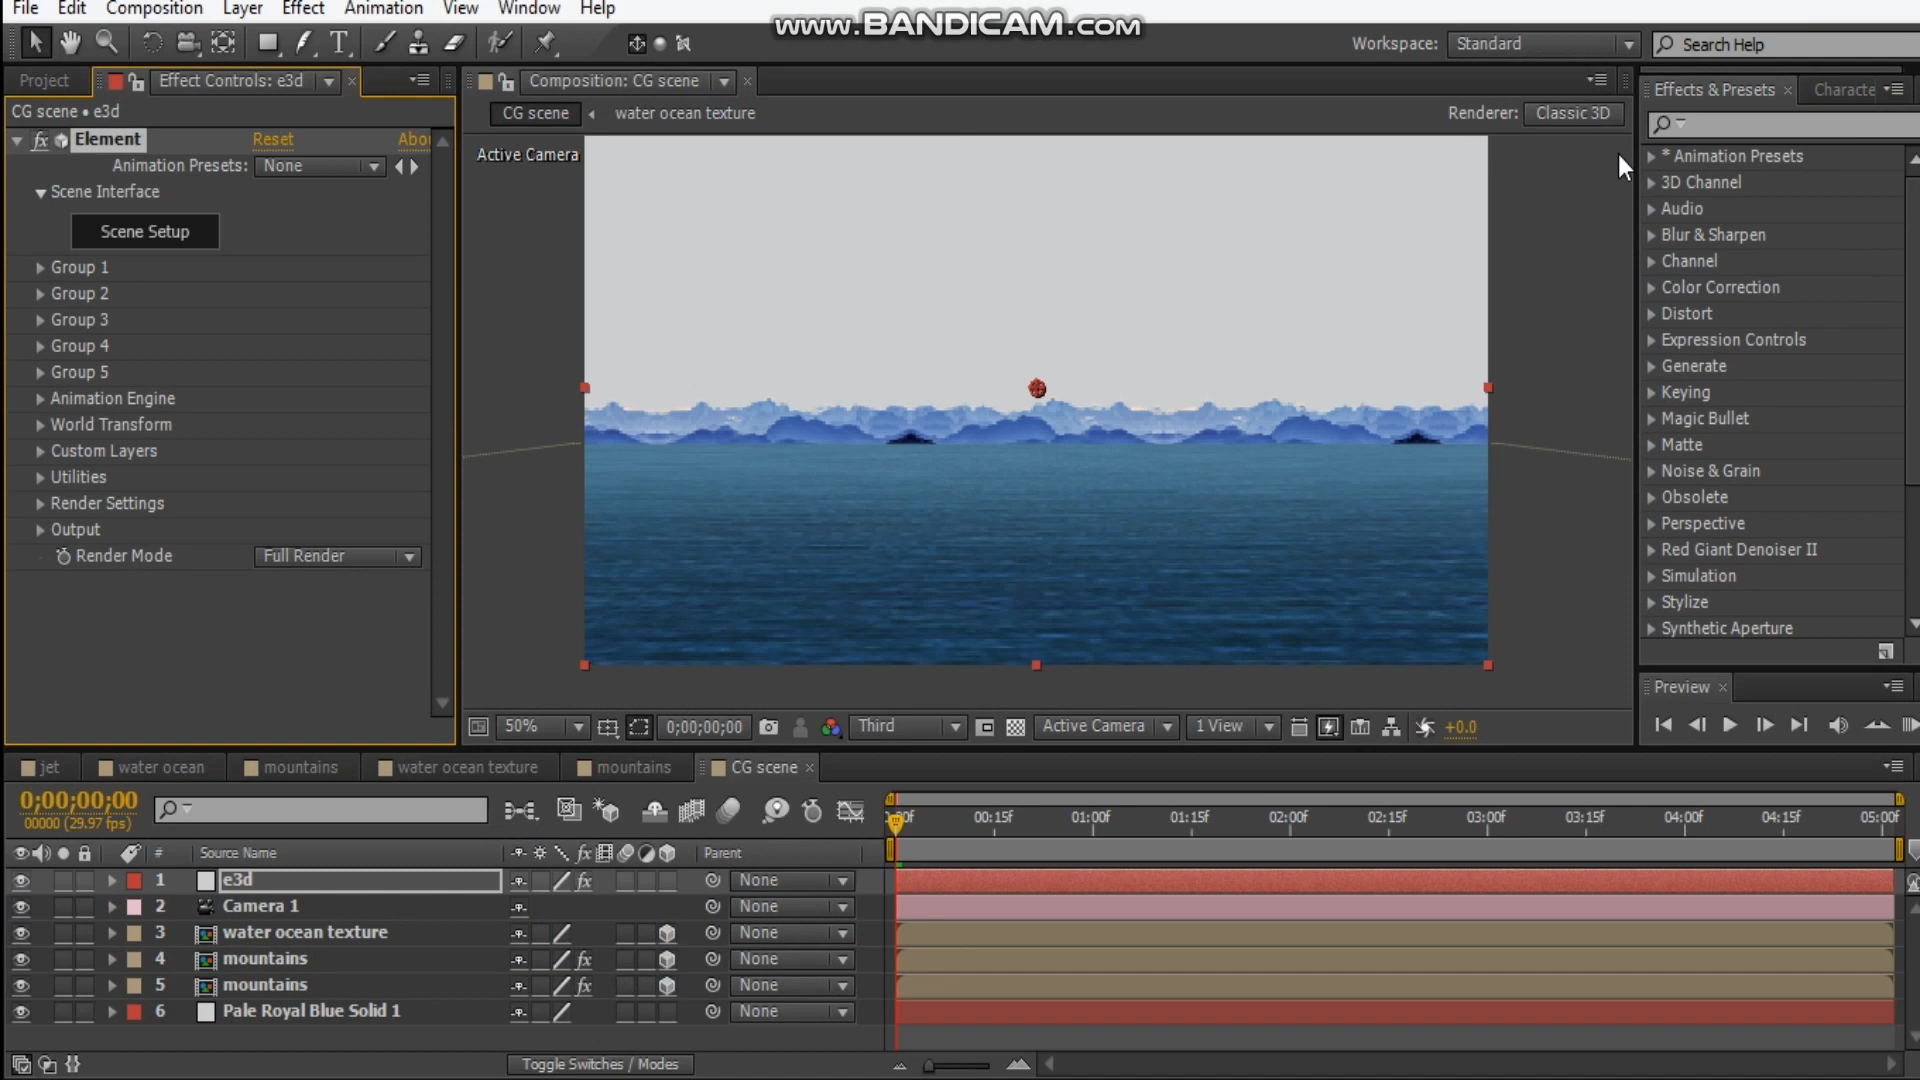 File Edit Composition Layer Effect Animation View Window Help
www.BANDICAM.com
Workspace: Standard Search Help
Project Effect Controls: e3d
Composition: CG scene
Effects & Presets Characte
CG scene • e3d
CG scene water ocean texture
Renderer: Classic 3D
fx Element Reset Abou
Animation Presets: None
Scene Interface
Scene Setup
Group 1
Group 2
Group 3
Group 4
Group 5
Animation Engine
World Transform
Custom Layers
Utilities
Render Settings
Output
Render Mode Full Render
Active Camera
* Animation Presets
3D Channel
Audio
Blur & Sharpen
Channel
Color Correction
Distort
Expression Controls
Generate
Keying
Magic Bullet
Matte
Noise & Grain
Obsolete
Perspective
Red Giant Denoiser II
Simulation
Stylize
Synthetic Aperture
50% 0;00;00;00 Third Active Camera 1 View +0.0
Preview
jet water ocean mountains water ocean texture mountains CG scene
0;00;00;00
00000 (29.97 fps)
00f 00:15f 01:00f 01:15f 02:00f 02:15f 03:00f 03:15f 04:00f 04:15f 05:00f
# Source Name fx Parent
1 e3d fx None
2 Camera 1 None
3 water ocean texture None
4 mountains fx None
5 mountains fx None
6 Pale Royal Blue Solid 1 None
Toggle Switches / Modes